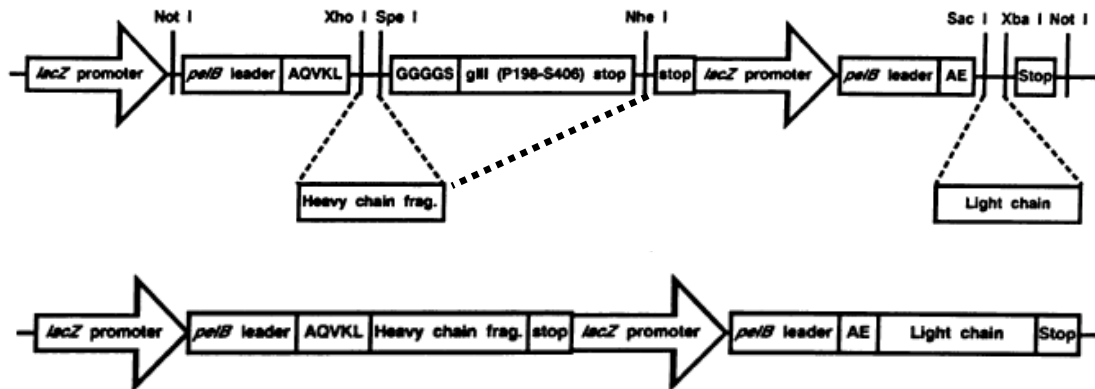 Not I Xho I Spe I Nhe I Sac I Xba I Not I
lacZ promoter pelB leader AQVKL GGGGS gIII (P198-S406) stop stop lacZ promoter pelB leader AE Stop
Heavy chain frag. Light chain
lacZ promoter pelB leader AQVKL Heavy chain frag. stop lacZ promoter pelB leader AE Light chain Stop